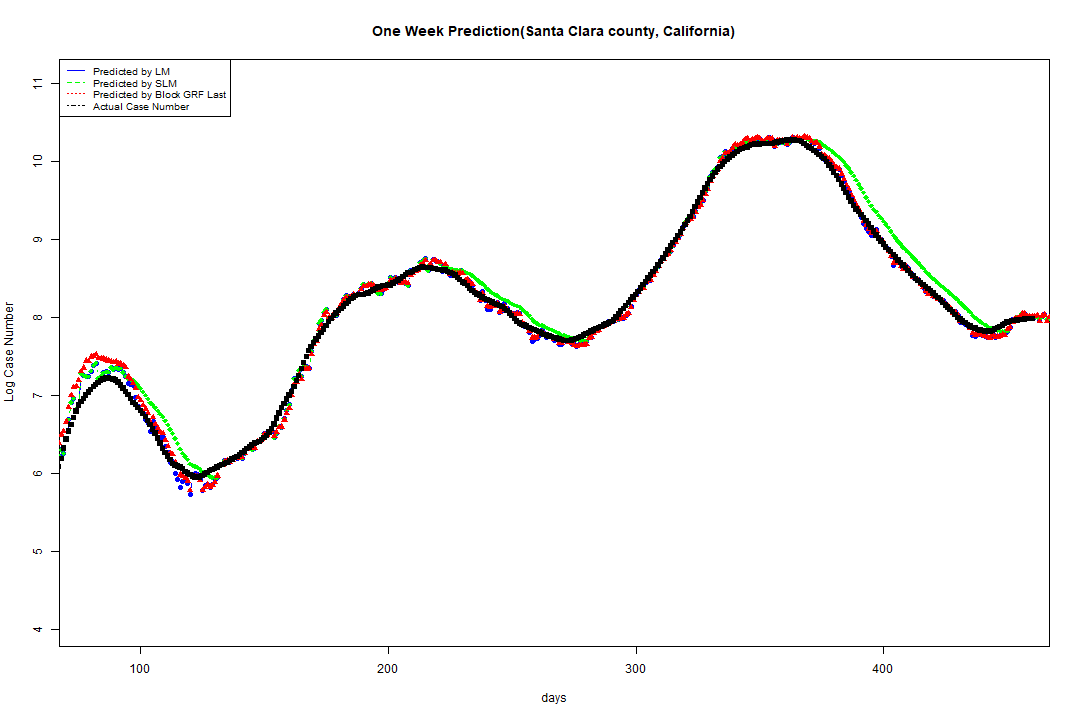 One Week Prediction(Santa Clara county, California)
Predicted by LM
Predicted by SLM
Predicted by Block GRF Last
Actual Case Number
11
10
9
8
7
6
5
4
Log Case Number
100 200 300 400
days